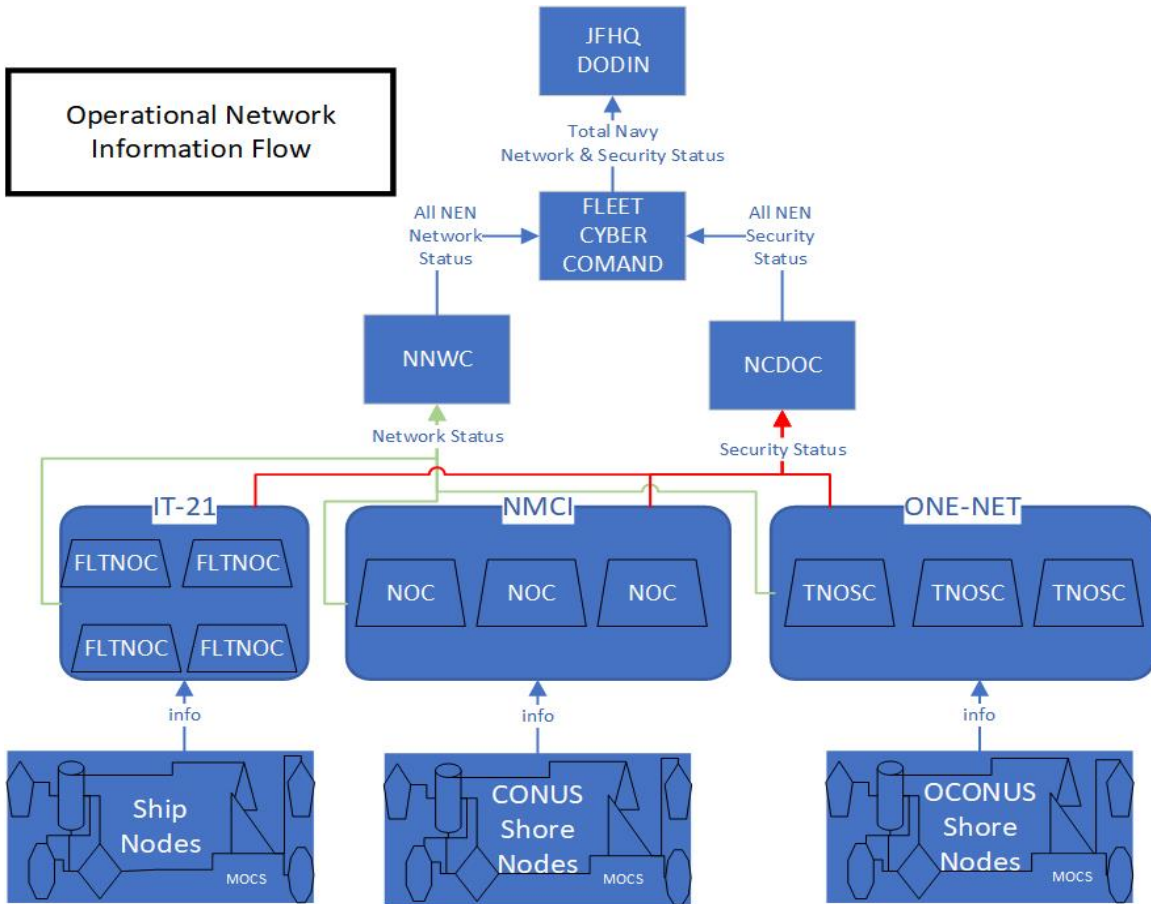 JFHQ
DODIN
Operational Network
Information Flow
Total Navy
Network & Security Status
All NEN
Network
Status
FLEET
CYBER
COMAND
All NEN
Security
Status
NNWC
NCDOC
Network Status
Security Status
IT-21
NMCI
ONE-NET
FLTNOC
FLTNOC
NOC
NOC
NOC
TNOSC
TNOSC
TNOSC
FLTNOC
FLTNOC
info
info
info
Ship
Nodes
MOCS
CONUS
Shore
Nodes
MOCS
OCONUS
Shore
Nodes
MOCS